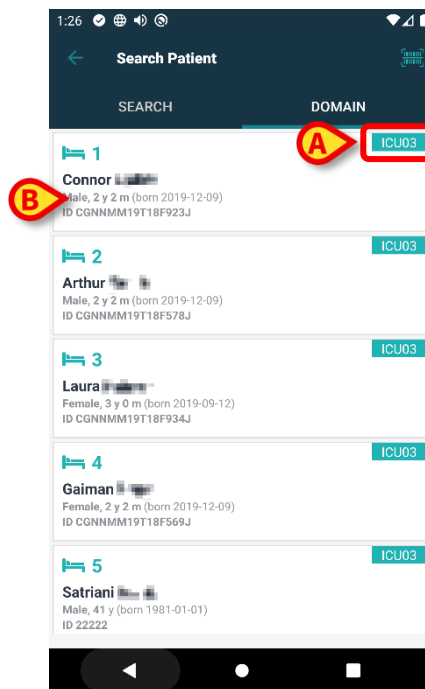 1:26
Search Patient
SEARCH DOMAIN
A
ICU03
1
Connor
B
Male, 2 y 2 m (born 2019-12-09)
ID CGNNMM19T18F923J
ICU03
2
Arthur
Male, 2 y 2 m (born 2019-12-09)
ID CGNNMM19T18F578J
ICU03
3
Laura
Female, 3 y 0 m (born 2019-09-12)
ID CGNNMM19T18F934J
ICU03
4
Gaiman
Female, 2 y 2 m (born 2019-12-09)
ID CGNNMM19T18F569J
ICU03
5
Satriani
Male, 41 y (born 1981-01-01)
ID 22222